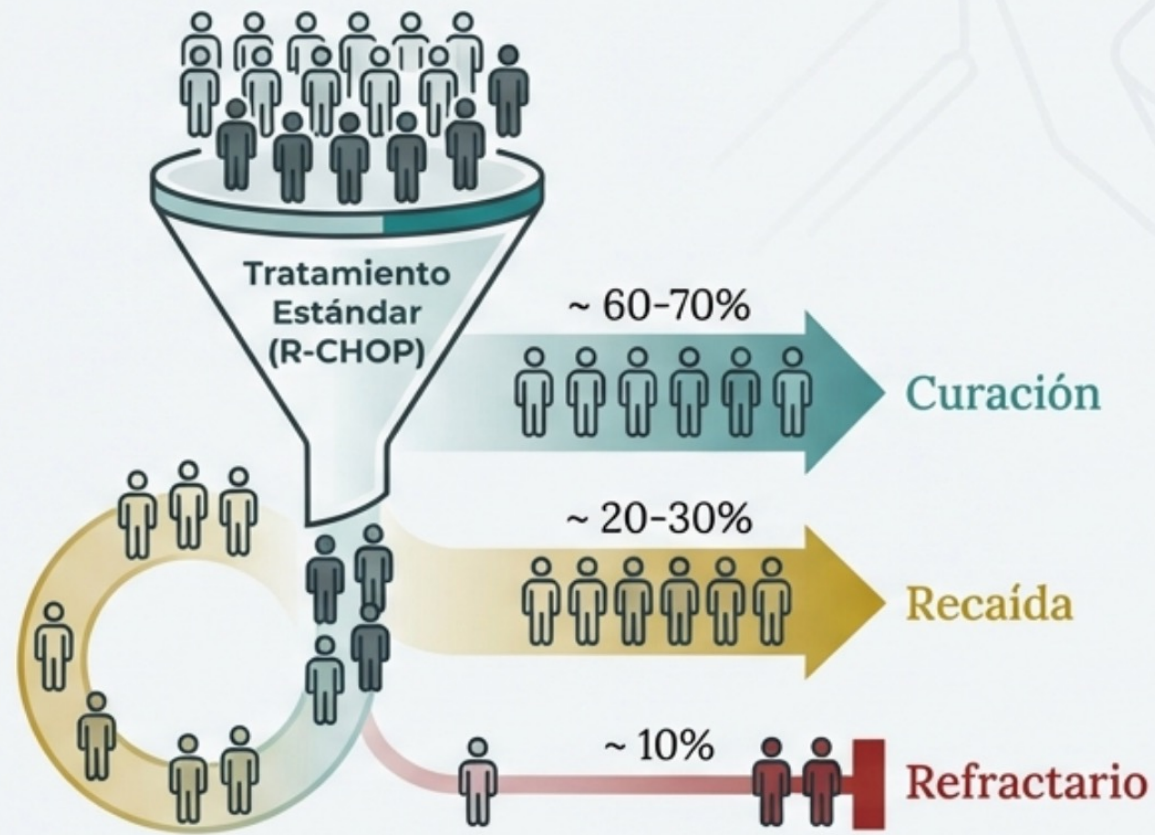 Tratamiento
Estándar
(R-CHOP)
~ 60-70%
Curación
~ 20-30%
Recaída
~ 10%
Refractario